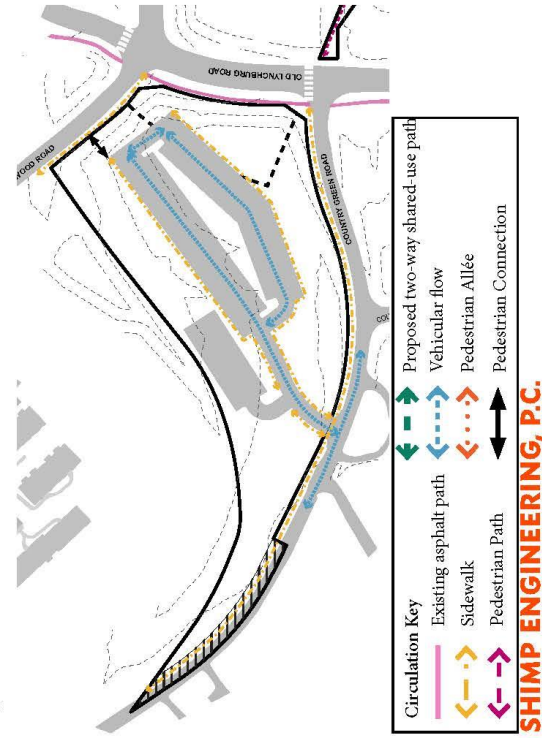 WOOD ROAD
OLD LYNCHBURG ROAD
COUNTRY GREEN ROAD
COU
Circulation Key
Existing asphalt path
Sidewalk
Pedestrian Path
Proposed two-way shared-use path
Vehicular flow
Pedestrian Allée
Pedestrian Connection
SHIMP ENGINEERING, P.C.